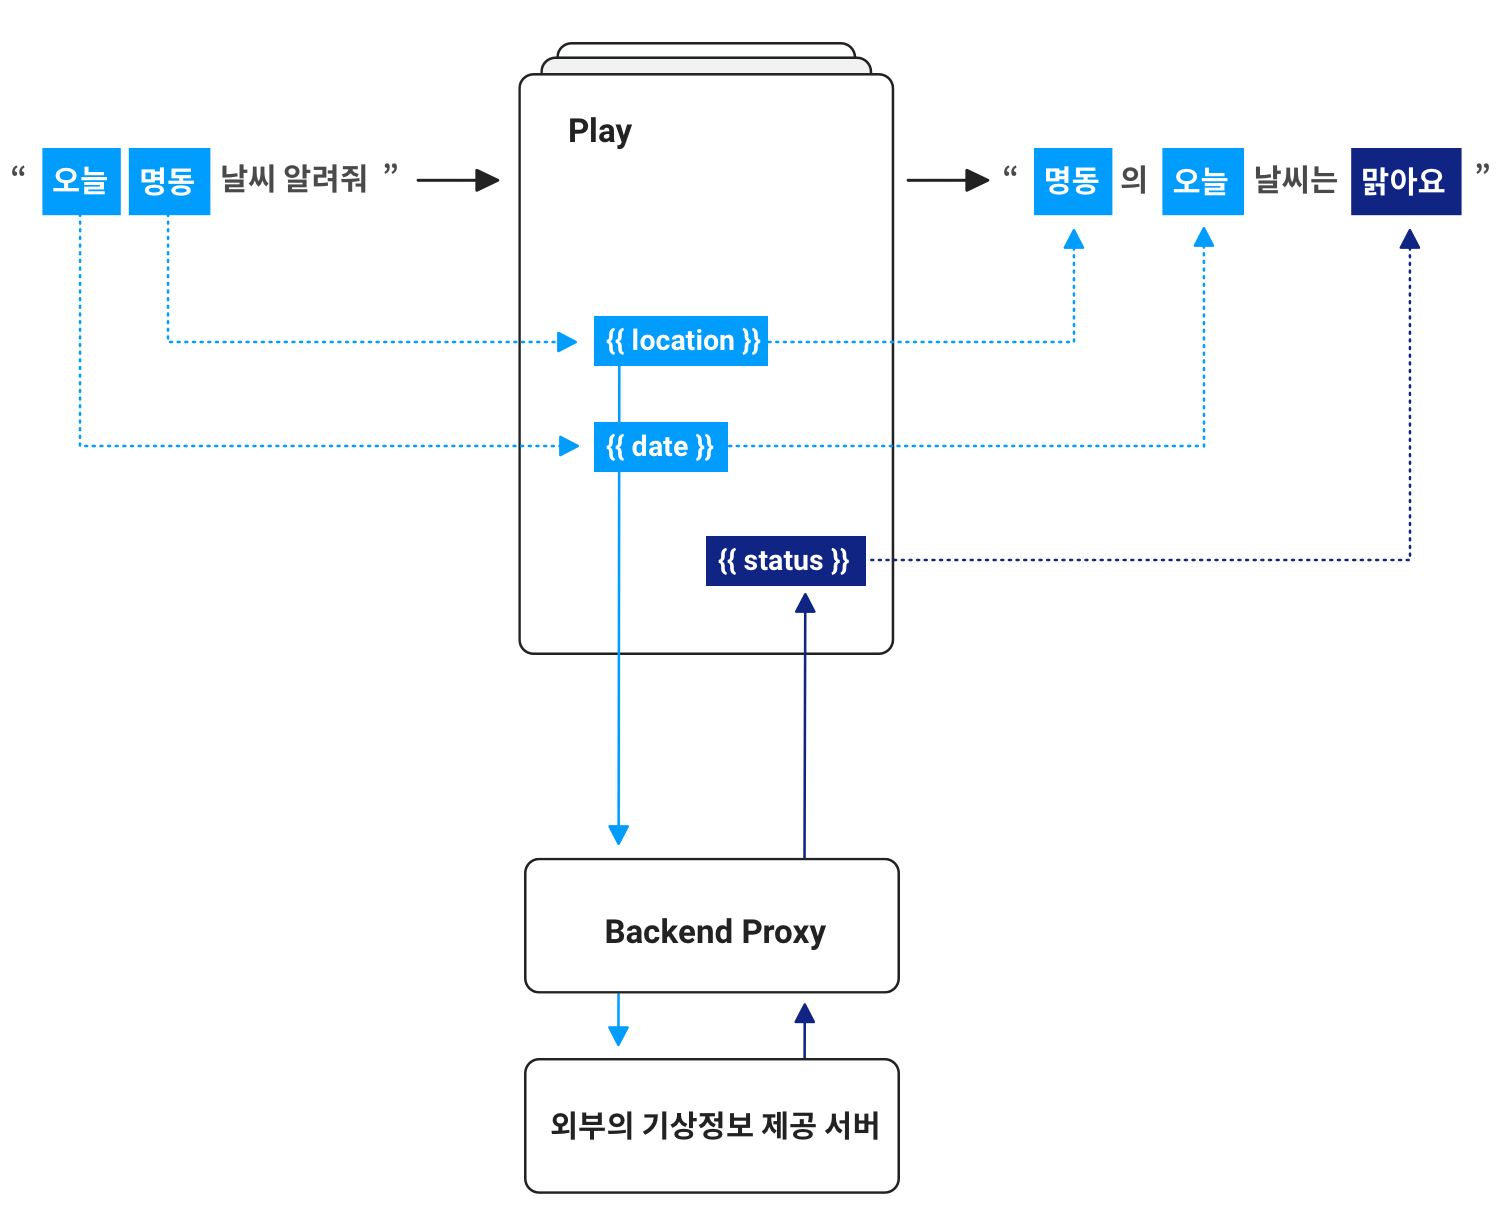 Play
“ 오늘 명동 날씨 알려줘 ”
“ 명동 의 오늘 날씨는 맑아요 ”
{{ location }}
{{ date }}
{{ status }}
Backend Proxy
외부의 기상정보 제공 서버